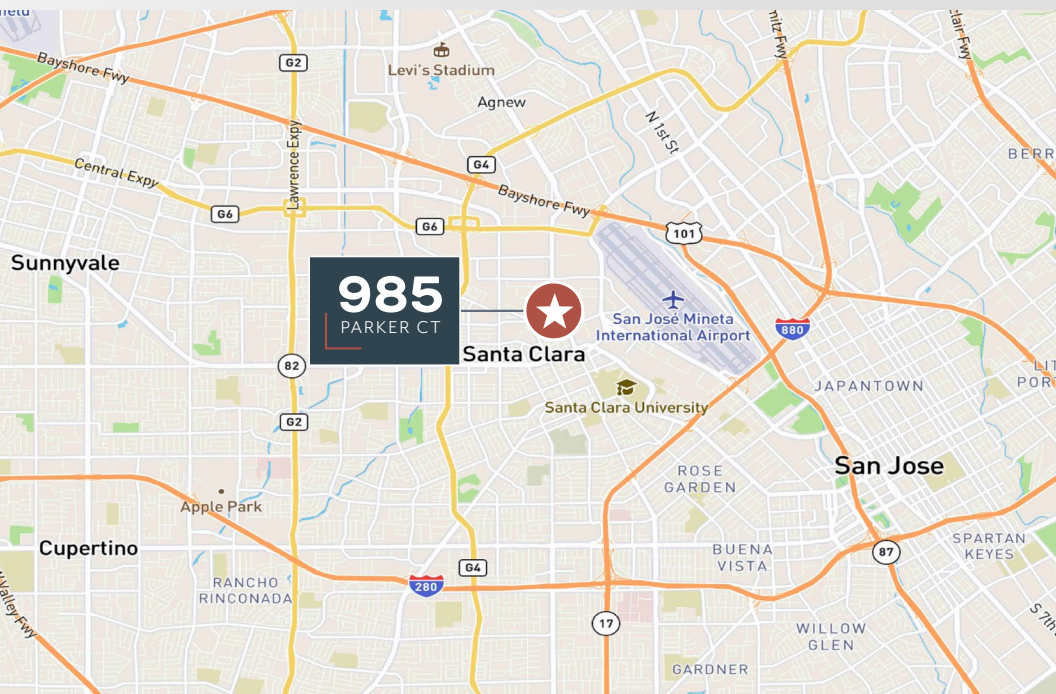 G2
Bayshore Fwy
Levi's Stadium
Agnew
N 1st St
Lawrence Expy
G4
Central Expy
Bayshore Fwy
G6
G6
101
Sunnyvale
985
PARKER CT
San José Mineta
International Airport
880
Santa Clara
82
JAPANTOWN
Santa Clara University
G2
San Jose
ROSE
GARDEN
Apple Park
Cupertino
BUENA
VISTA
87
SPARTAN
KEYES
G4
280
RANCHO
RINCONADA
17
WILLOW
GLEN
GARDNER